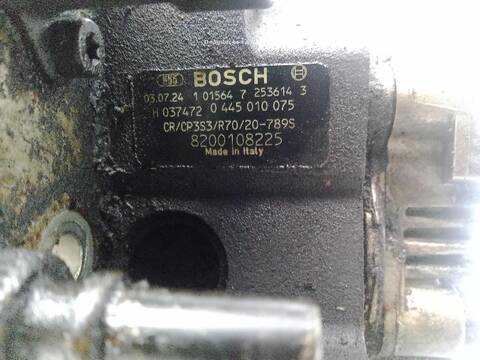 BOSCH
03.07.24 1 01564 7 253614 3
H 037472 0 445 010 075
CR/CP3S3/R70/20-789S
8200108225
Made in Italy